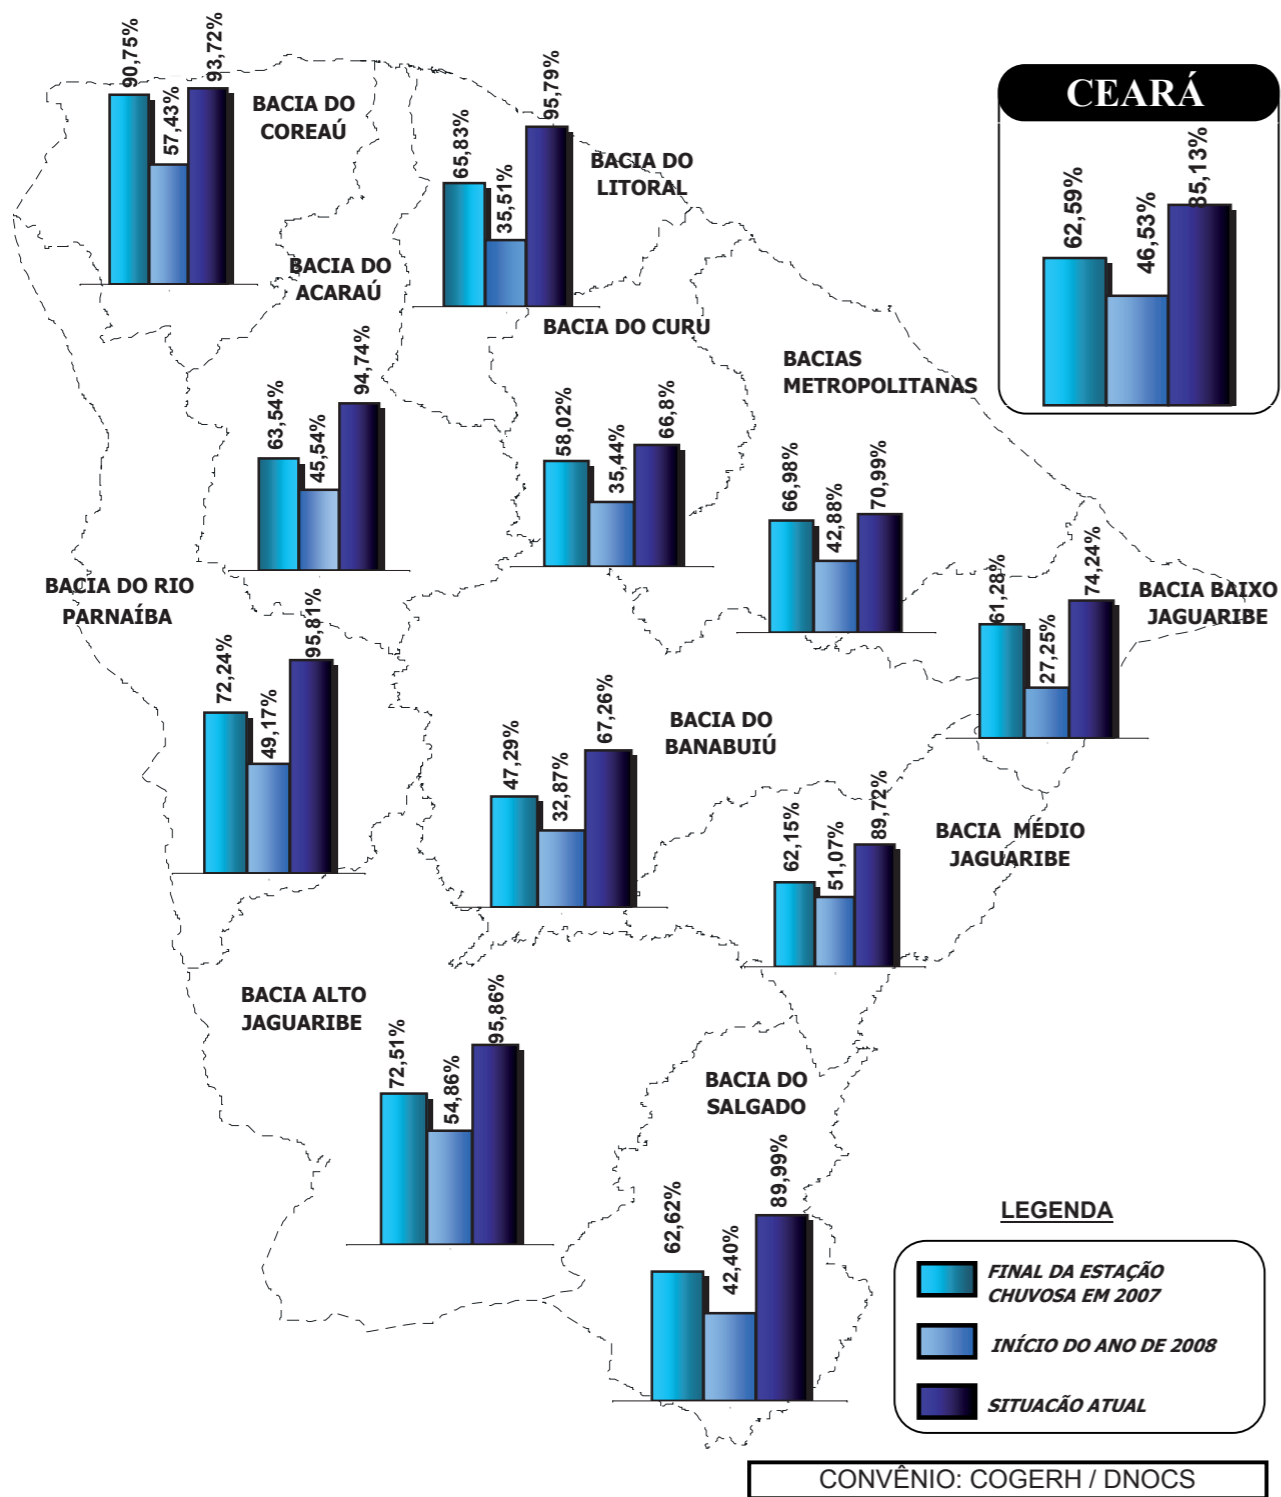 90,75%
57,43%
93,72%
BACIA DO
COREAÚ
65,83%
35,51%
95,79%
BACIA DO
LITORAL
CEARÁ
62,59%
46,53%
85,13%
BACIA DO
ACARAÚ
63,54%
45,54%
94,74%
BACIA DO CURU
58,02%
35,44%
66,8%
BACIAS
METROPOLITANAS
66,98%
42,88%
70,99%
BACIA BAIXO
JAGUARIBE
61,28%
27,25%
74,24%
BACIA DO RIO
PARNAÍBA
72,24%
49,17%
95,81%
BACIA DO
BANABUIÚ
47,29%
32,87%
67,26%
BACIA MÉDIO
JAGUARIBE
62,15%
51,07%
89,72%
BACIA ALTO
JAGUARIBE
72,51%
54,86%
95,86%
BACIA DO
SALGADO
62,62%
42,40%
89,99%
LEGENDA
FINAL DA ESTAÇÃO
CHUVOSA EM 2007
INÍCIO DO ANO DE 2008
SITUACÃO ATUAL
CONVÊNIO: COGERH / DNOCS